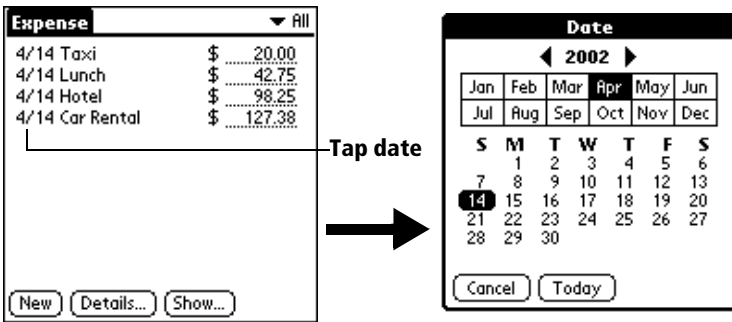 Expense
All
4/14 Taxi $ 20.00
4/14 Lunch $ 42.75
4/14 Hotel $ 98.25
4/14 Car Rental $ 127.38
Tap date
New Details... Show...
Date
2002
Jan Feb Mar Apr May Jun
Jul Aug Sep Oct Nov Dec
S M T W T F S
1 2 3 4 5 6
7 8 9 10 11 12 13
14 15 16 17 18 19 20
21 22 23 24 25 26 27
28 29 30
Cancel Today